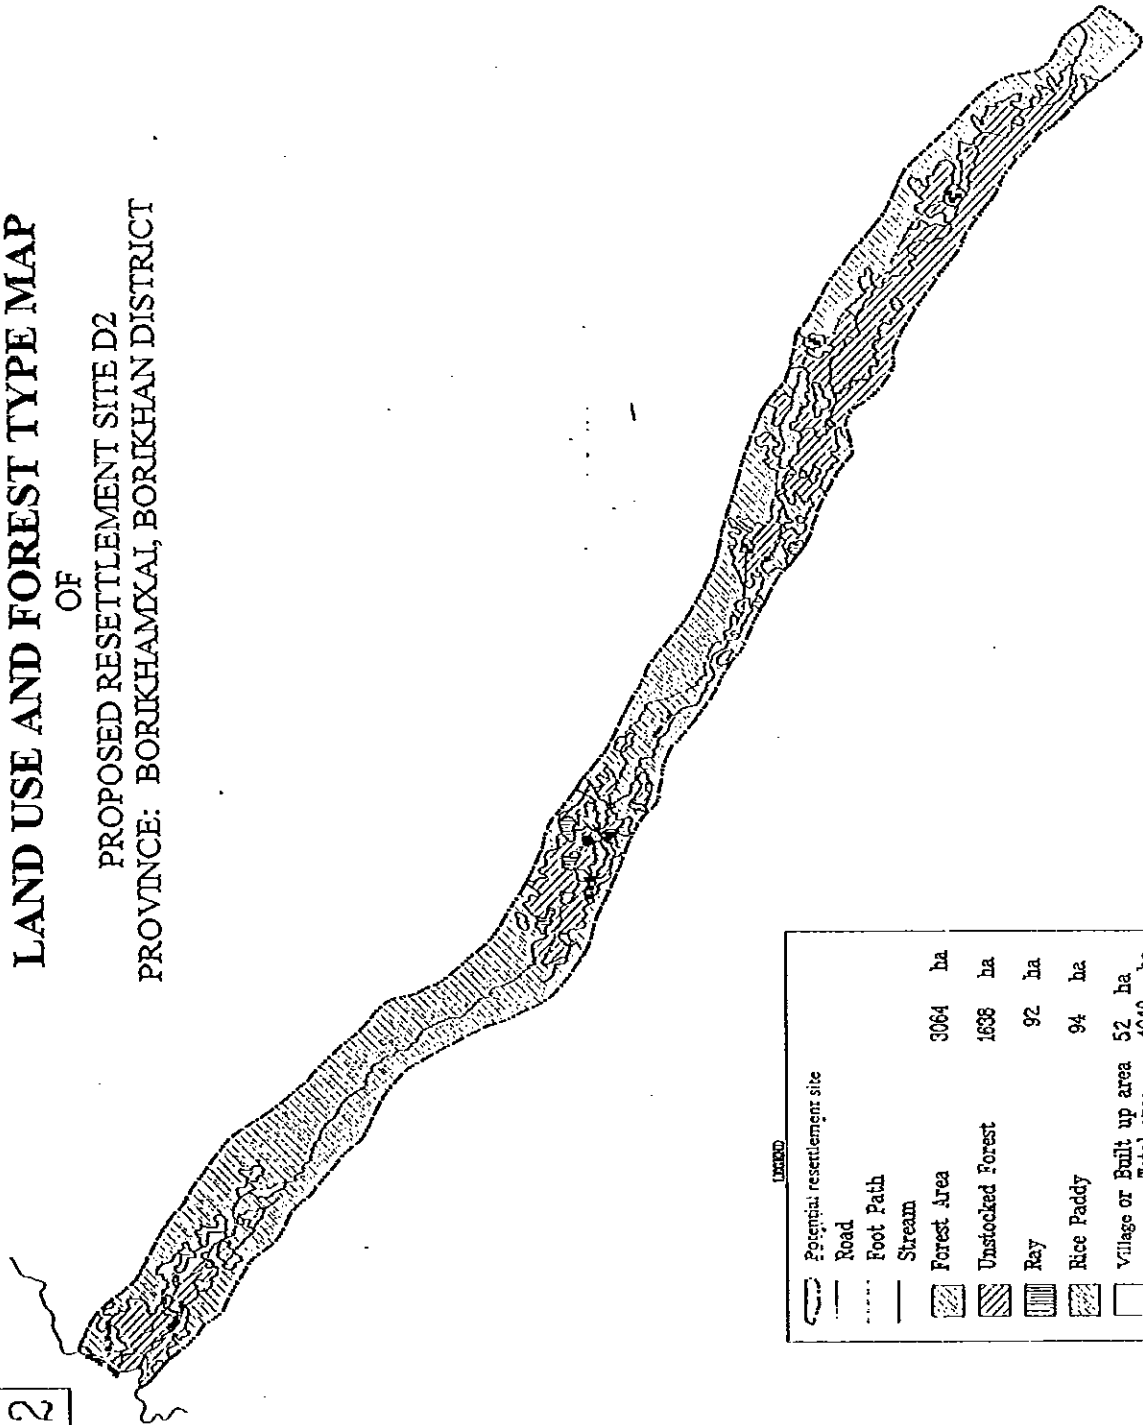 LAND USE AND FOREST TYPE MAP
OF
PROPOSED RESETTLEMENT SITE D2
PROVINCE: BORIKHAMXAI, BORIKHAN DISTRICT
2
LEGEND
Potential resettlement site
Road
Foot Path
Stream
Forest Area 3064 ha
Unstocked Forest 1638 ha
Ray 92 ha
Rice Paddy 94 ha
Village or Built up area 52 ha